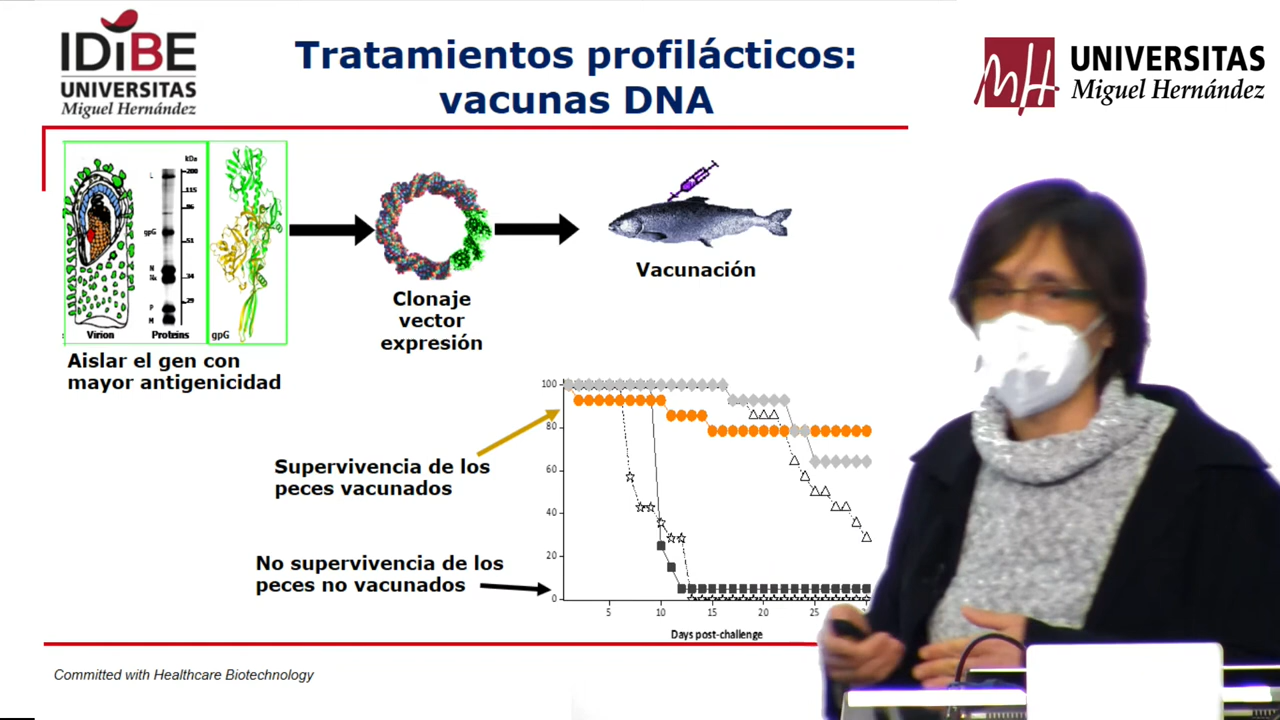 IDiBE
UNIVERSITAS
Miguel Hernández
Tratamientos profilácticos:
vacunas DNA
UNIVERSITAS
Miguel Hernández
kDa
L
200
115
96
gpG
51
N
34
29
P
M
Virion
Proteins
gpG
Aislar el gen con
mayor antigenicidad
Clonaje
vector
expresión
Vacunación
Supervivencia de los
peces vacunados
No supervivencia de los
peces no vacunados
100
80
60
40
20
0
5
10
15
20
25
Days post-challenge
Committed with Healthcare Biotechnology